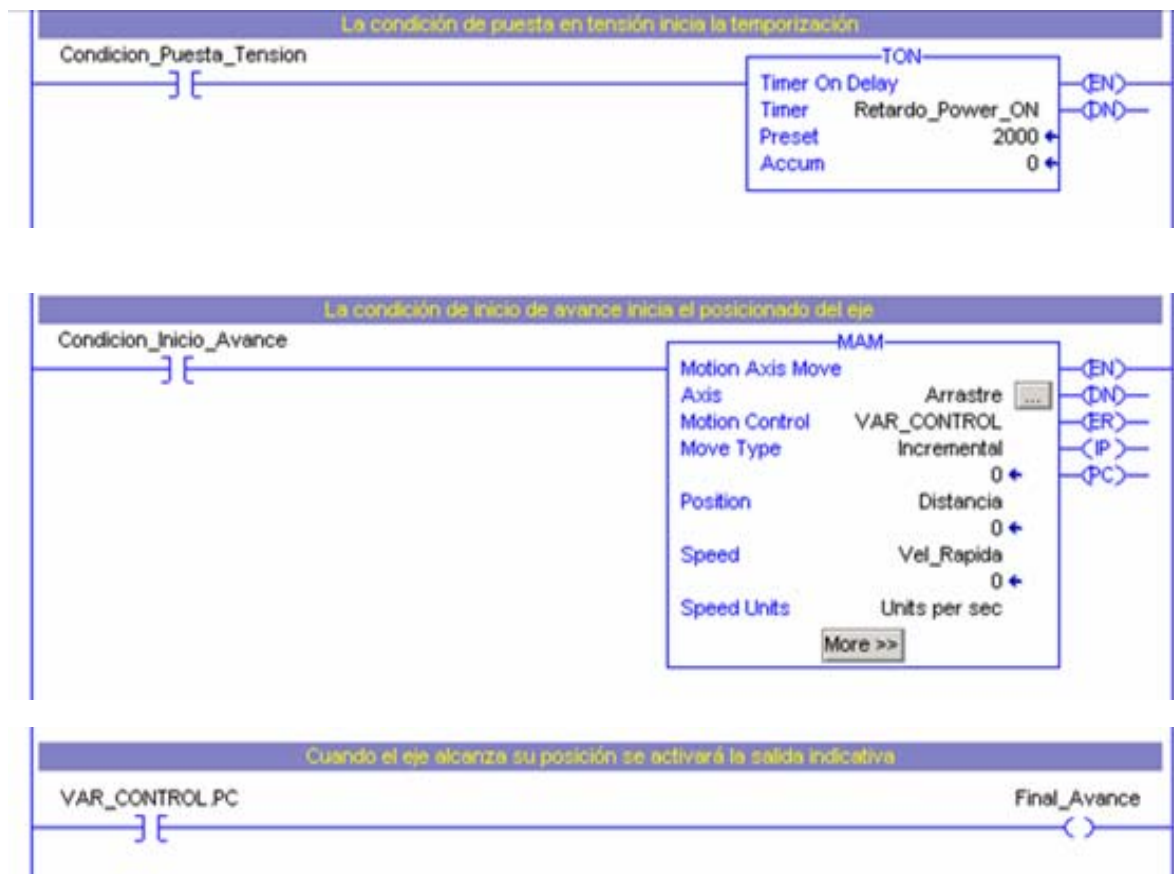 La condición de puesta en tensión inicia la temporización
Condicion_Puesta_Tension
TON
Timer On Delay
Timer Retardo_Power_ON
Preset 2000
Accum 0
EN
DN
La condición de inicio de avance inicia el posicionado del eje
Condicion_Inicio_Avance
MAM
Motion Axis Move
Axis Arrastre ...
Motion Control VAR_CONTROL
Move Type Incremental
0
Position Distancia
0
Speed Vel_Rapida
0
Speed Units Units per sec
More >>
EN
DN
ER
IP
PC
Cuando el eje alcanza su posición se activará la salida indicativa
VAR_CONTROL.PC Final_Avance